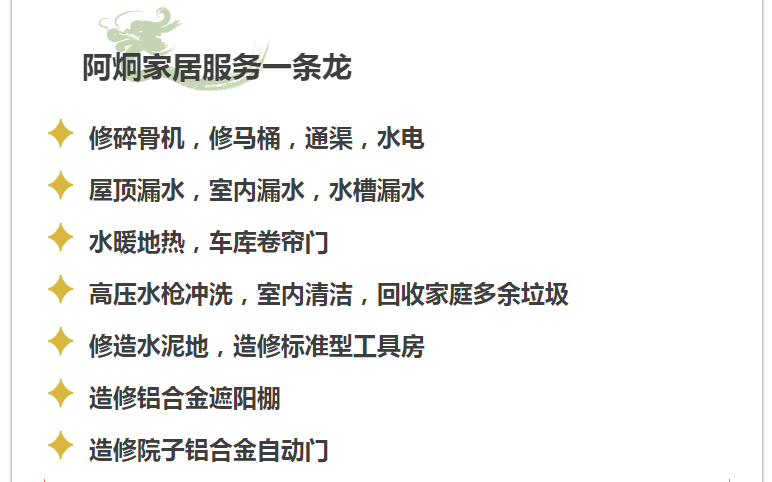 阿炯家居服务一条龙
修碎骨机，修马桶，通渠，水电
屋顶漏水，室内漏水，水槽漏水
水暖地热，车库卷帘门
高压水枪冲洗，室内清洁，回收家庭多余垃圾
修造水泥地，造修标准型工具房
造修铝合金遮阳棚
造修院子铝合金自动门